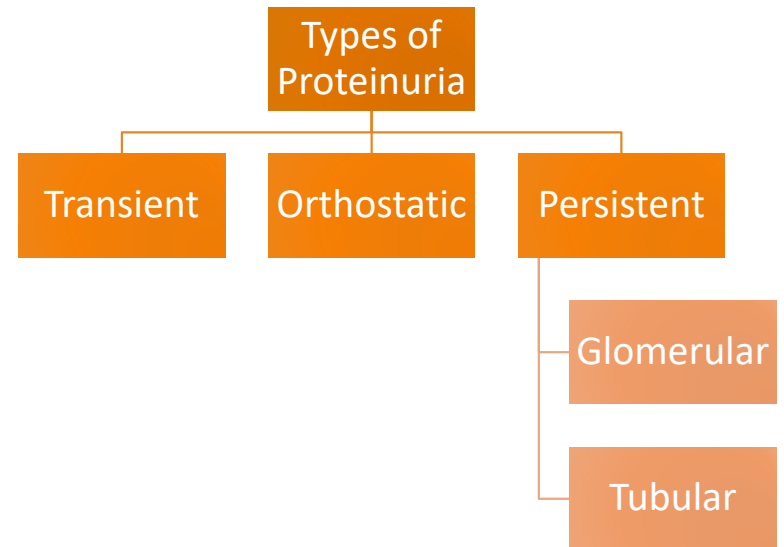 Types of
Proteinuria
Transient
Orthostatic
Persistent
Glomerular
Tubular